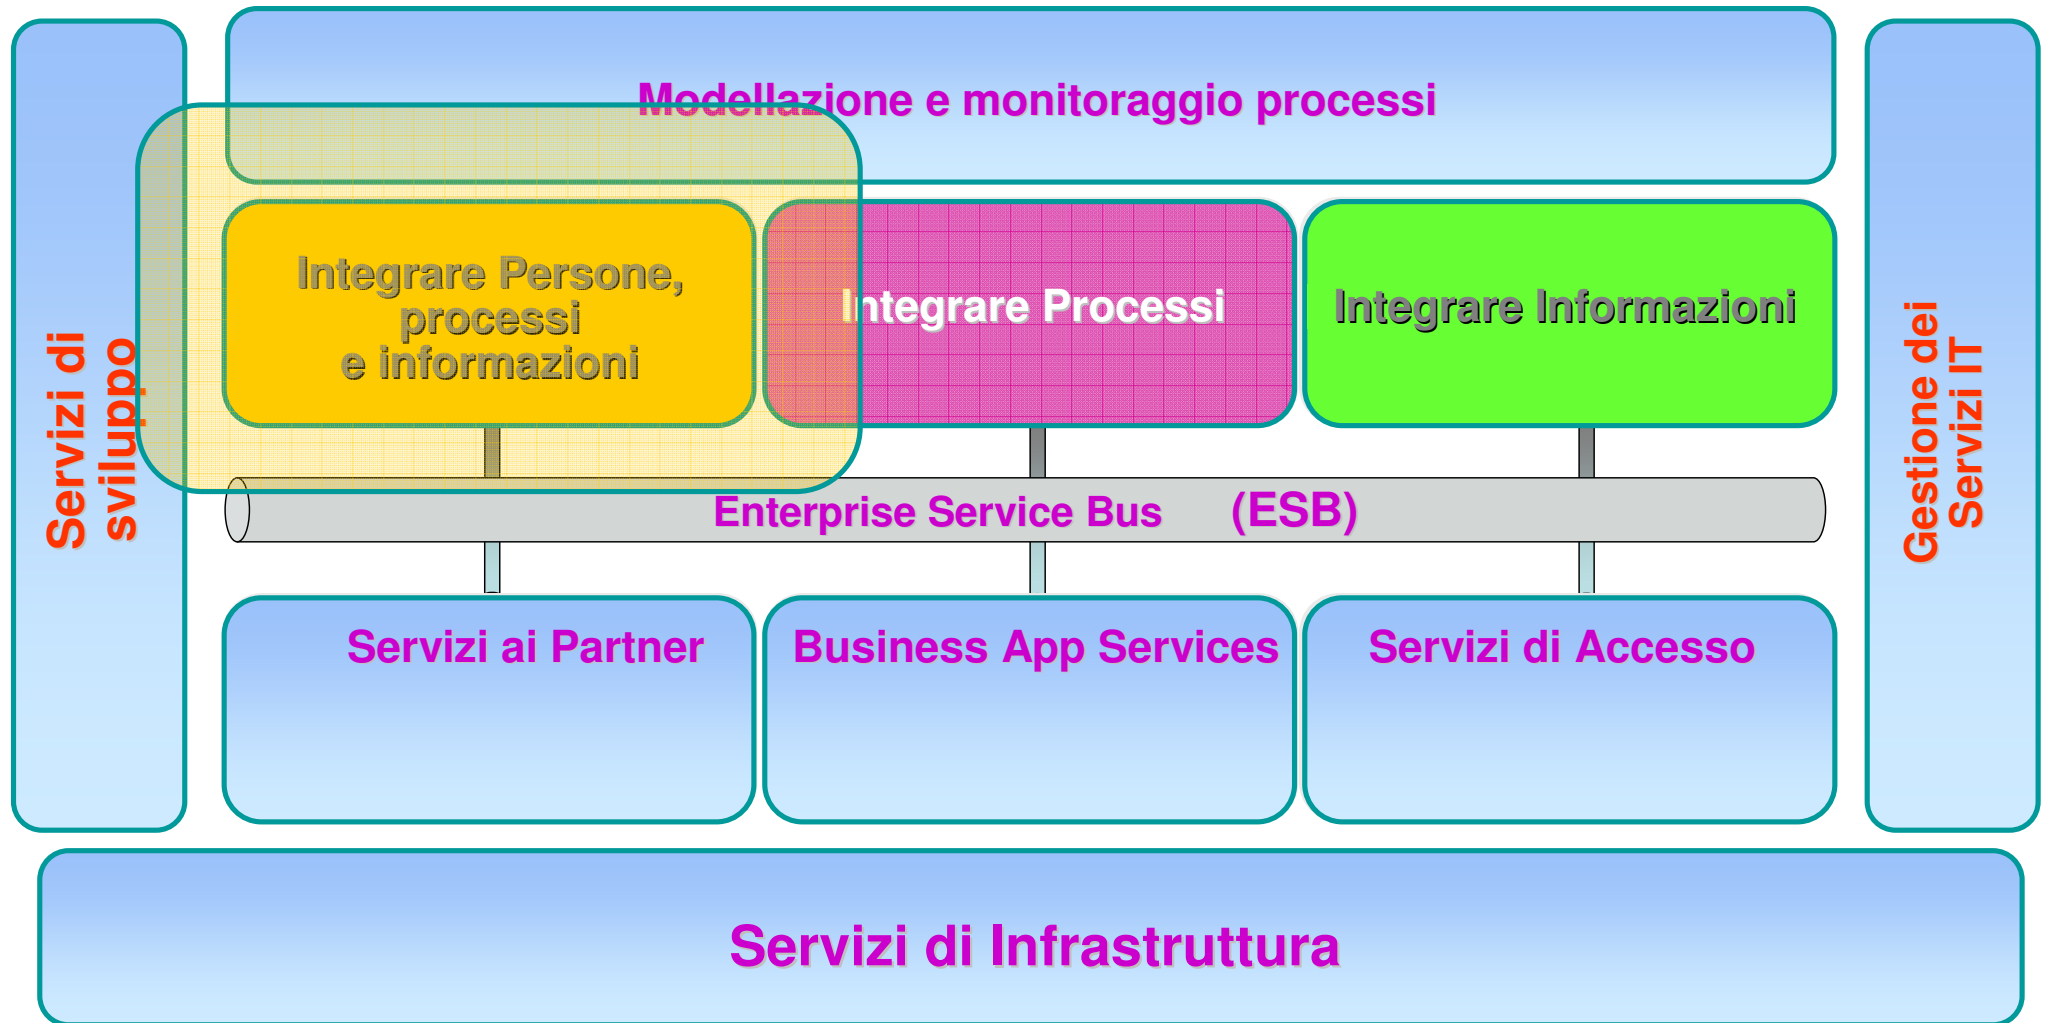 Modellazione e monitoraggio processi
Servizi di
sviluppo
Integrare Persone,
processi
e informazioni
Integrare Processi
Integrare Informazioni
Gestione dei
Servizi IT
Enterprise Service Bus (ESB)
Servizi ai Partner
Business App Services
Servizi di Accesso
Servizi di Infrastruttura